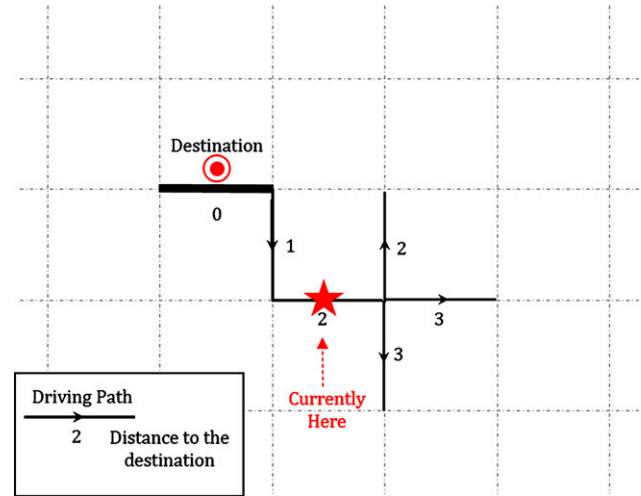 Destination
0
1
2
2
3
3
Currently
Here
Driving Path
2 Distance to the
destination